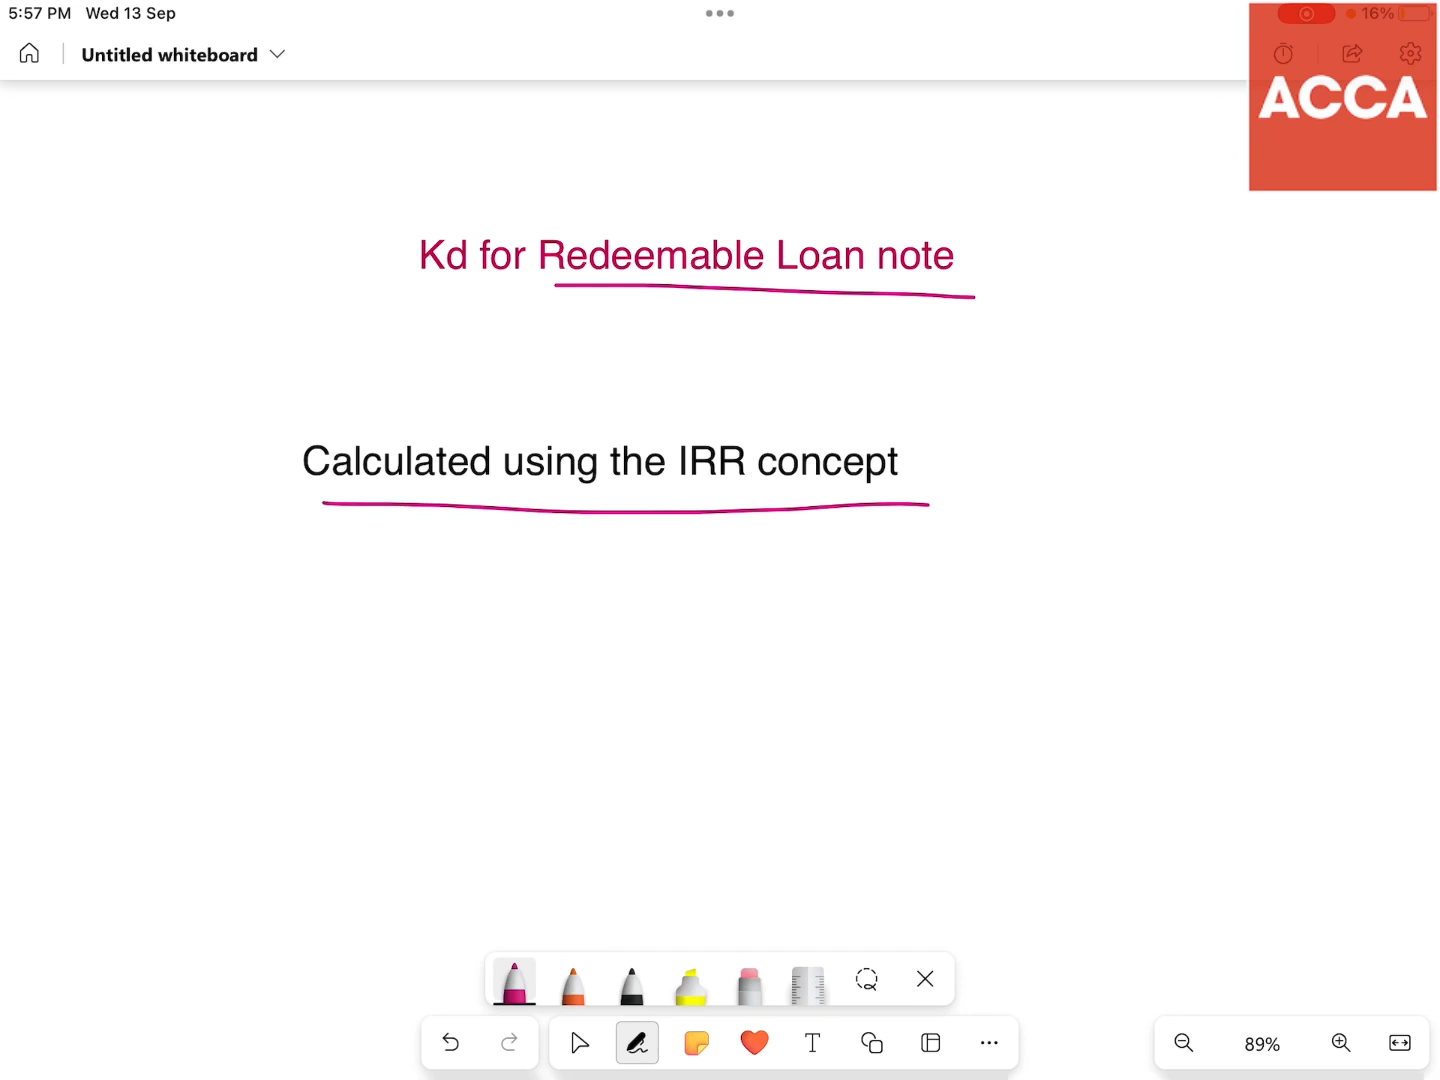 5:57 PM Wed 13 Sep
16%
Untitled whiteboard
ACCA
Kd for Redeemable Loan note
Calculated using the IRR concept
T
89%